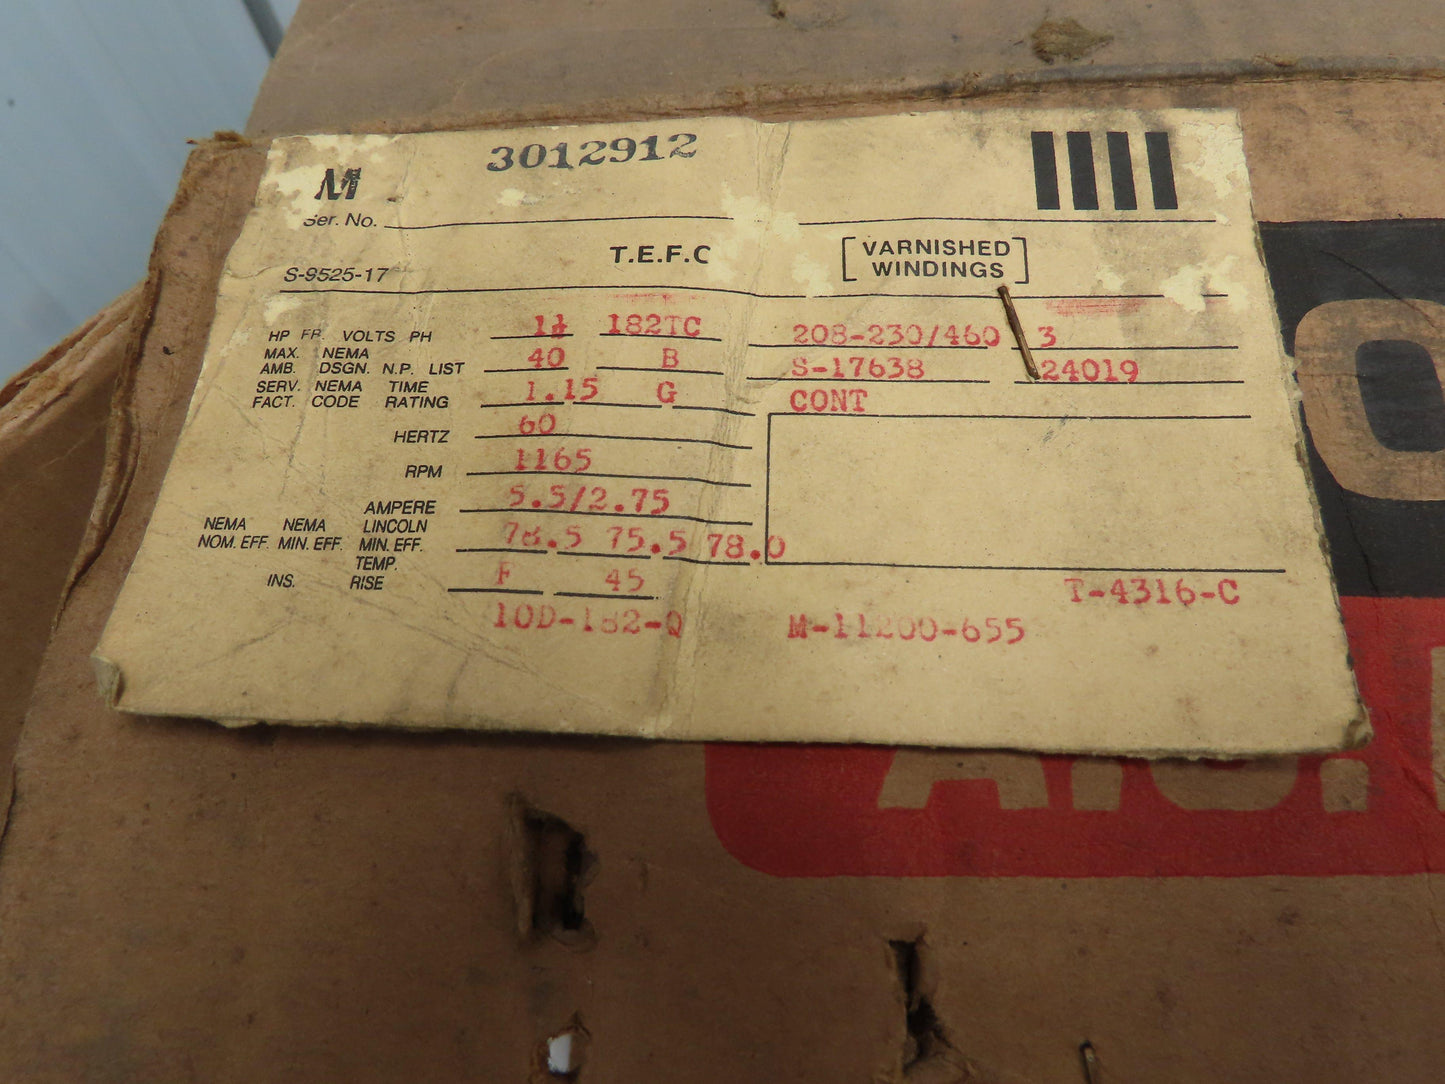 3012912
M
Ser. No.
T.E.F.C
[VARNISHED WINDINGS]
S-9525-17
HP FR. VOLTS PH 1½ 182TC 208-230/460 3
MAX. NEMA
AMB. DSGN. N.P. LIST 40 B S-17638 24019
SERV. NEMA TIME
FACT. CODE RATING 1.15 G CONT
HERTZ 60
RPM 1165
AMPERE 5.5/2.75
NEMA NEMA LINCOLN
NOM. EFF. MIN. EFF. MIN. EFF. 78.5 75.5 78.0
TEMP.
INS. RISE F 45
T-4316-C
10D-182-Q M-11200-655
A.C.